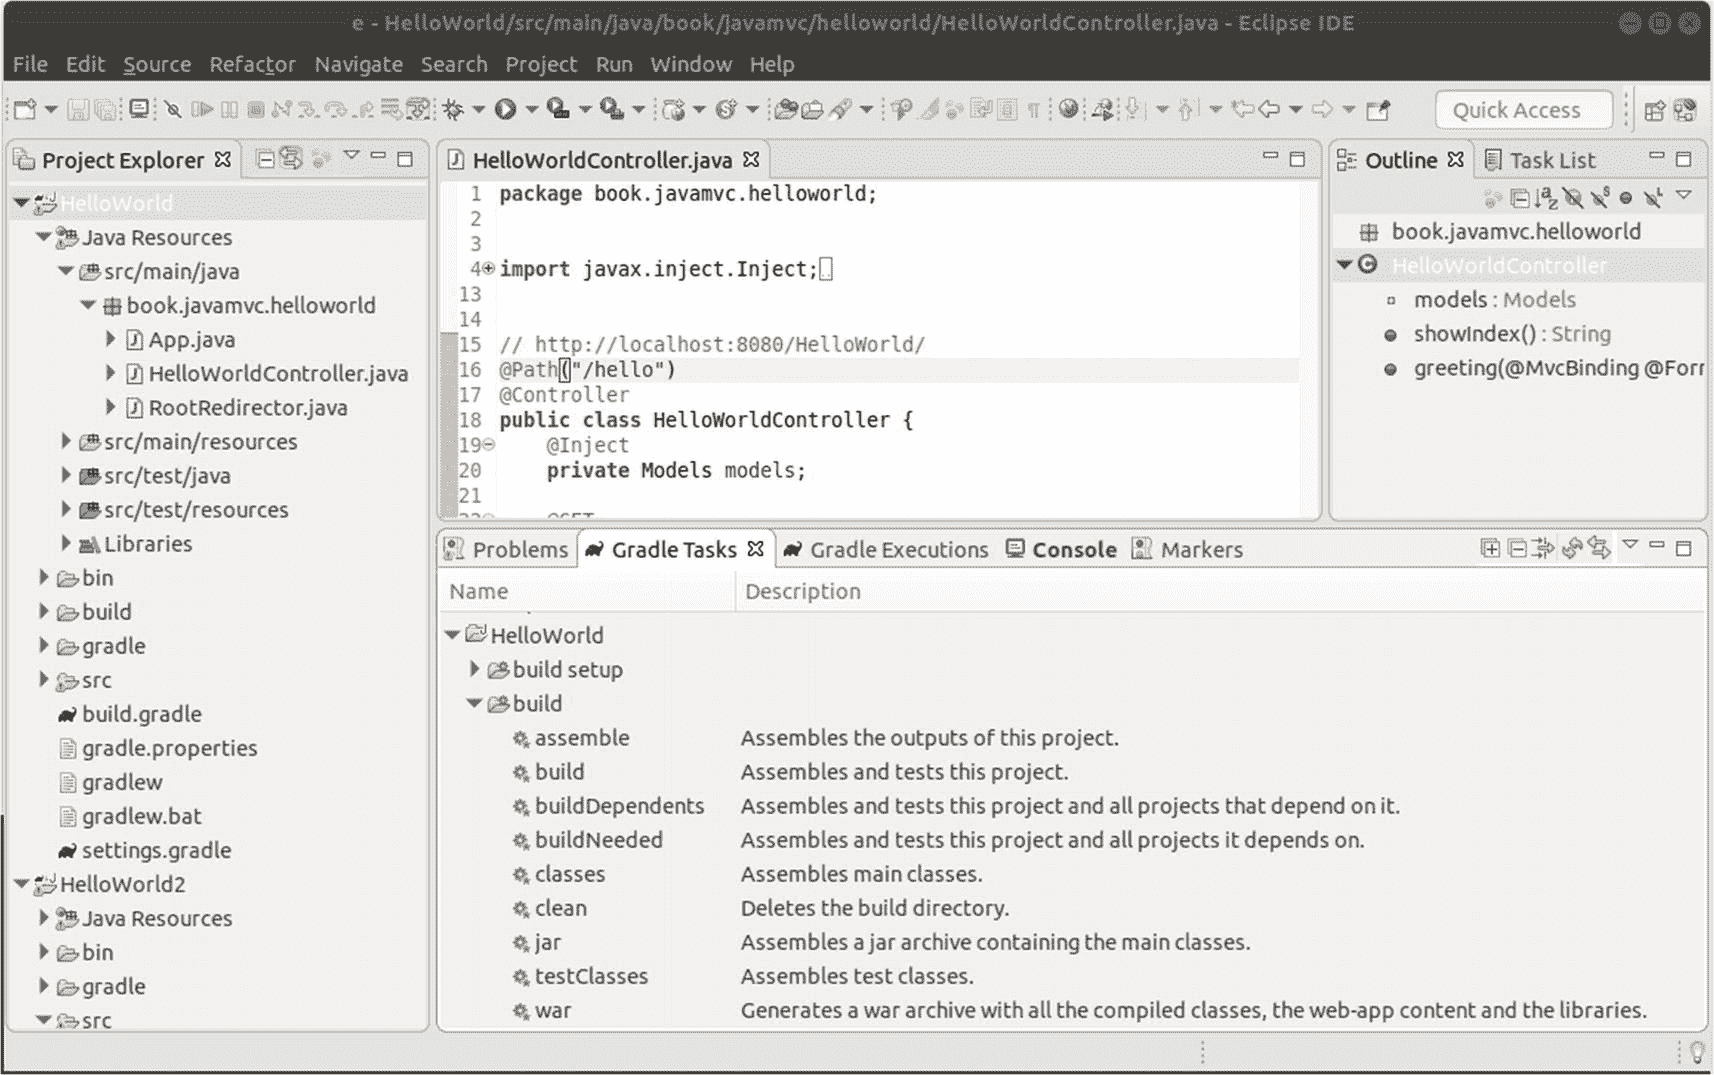 e - HelloWorld/src/main/java/book/javamvc/helloworld/HelloWorldController.java - Eclipse IDE
File Edit Source Refactor Navigate Search Project Run Window Help
Quick Access
Project Explorer
HelloWorld
Java Resources
src/main/java
book.javamvc.helloworld
App.java
HelloWorldController.java
RootRedirector.java
src/main/resources
src/test/java
src/test/resources
Libraries
bin
build
gradle
src
build.gradle
gradle.properties
gradlew
gradlew.bat
settings.gradle
HelloWorld2
Java Resources
bin
gradle
src
HelloWorldController.java
1 package book.javamvc.helloworld;
2
3
4 import javax.inject.Inject;
13
14
15 // http://localhost:8080/HelloWorld/
16 @Path("/hello")
17 @Controller
18 public class HelloWorldController {
19 @Inject
20 private Models models;
21
Outline Task List
book.javamvc.helloworld
HelloWorldController
models : Models
showIndex() : String
greeting(@MvcBinding @Forr
Problems Gradle Tasks Gradle Executions Console Markers
Name Description
HelloWorld
build setup
build
assemble Assembles the outputs of this project.
build Assembles and tests this project.
buildDependents Assembles and tests this project and all projects that depend on it.
buildNeeded Assembles and tests this project and all projects it depends on.
classes Assembles main classes.
clean Deletes the build directory.
jar Assembles a jar archive containing the main classes.
testClasses Assembles test classes.
war Generates a war archive with all the compiled classes, the web-app content and the libraries.